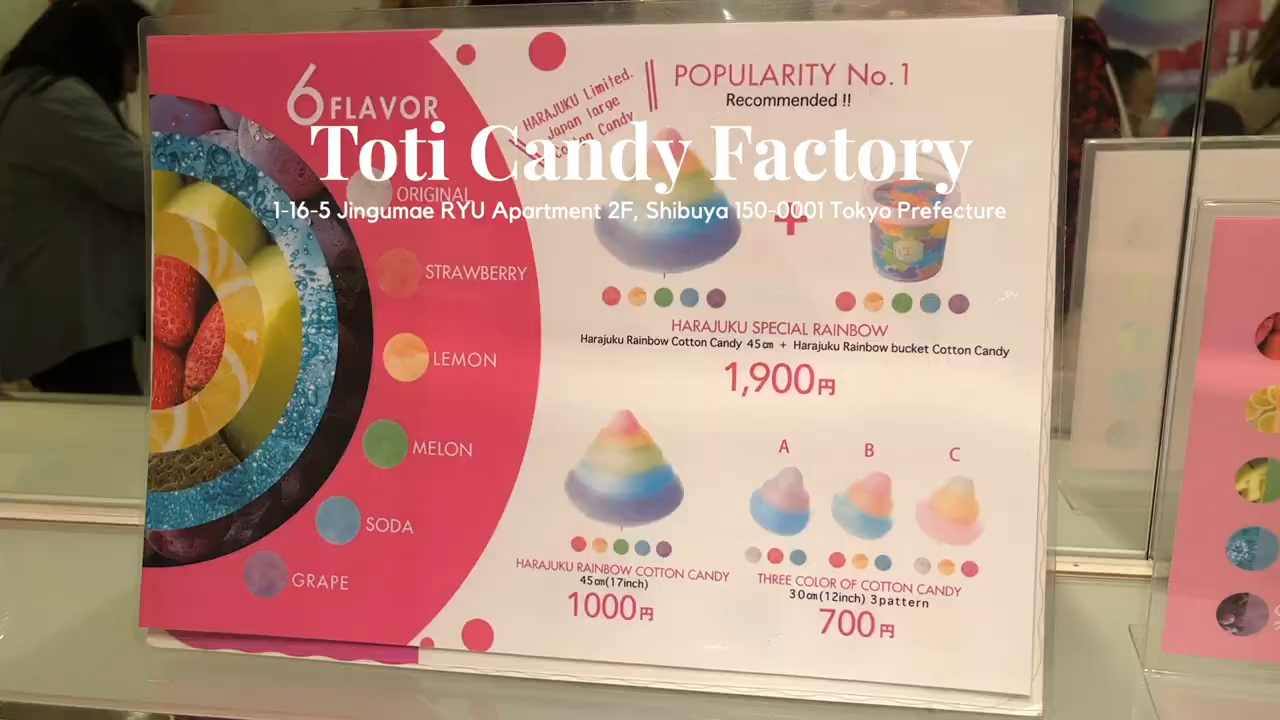 6 FLAVOR
ORIGINAL
STRAWBERRY
LEMON
MELON
SODA
GRAPE
HARAJUKU Limited.
Japan large
Cotton Candy
POPULARITY No.1
Recommended !!
Toti Candy Factory
1-16-5 Jingumae RYU Apartment 2F, Shibuya 150-0001 Tokyo Prefecture
+
HARAJUKU SPECIAL RAINBOW
Harajuku Rainbow Cotton Candy 45㎝ + Harajuku Rainbow bucket Cotton Candy
1,900円
HARAJUKU RAINBOW COTTON CANDY
45㎝(17inch)
1000円
A B C
THREE COLOR OF COTTON CANDY
30㎝(12inch) 3pattern
700円